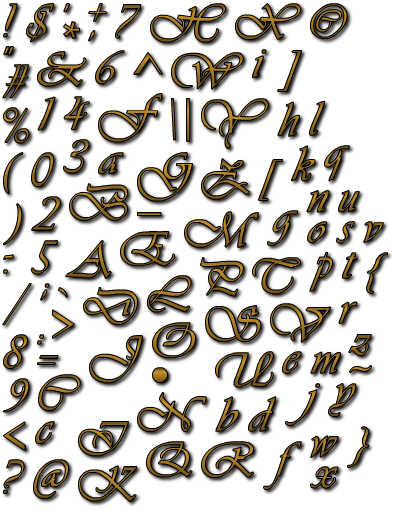 ! $ ' * + , 7 H X ©
" # & 6 ^ W i ]
% 1 4 F | | Y h l
( 0 3 a G Z [ k q
) 2 B _ M g n u o s v
- 5 A E P T p t {
/ ; ` > D L S V r
8 : = J O U e m z ~
9 C • N b d j y
< c I Q R f w x }
? @ K